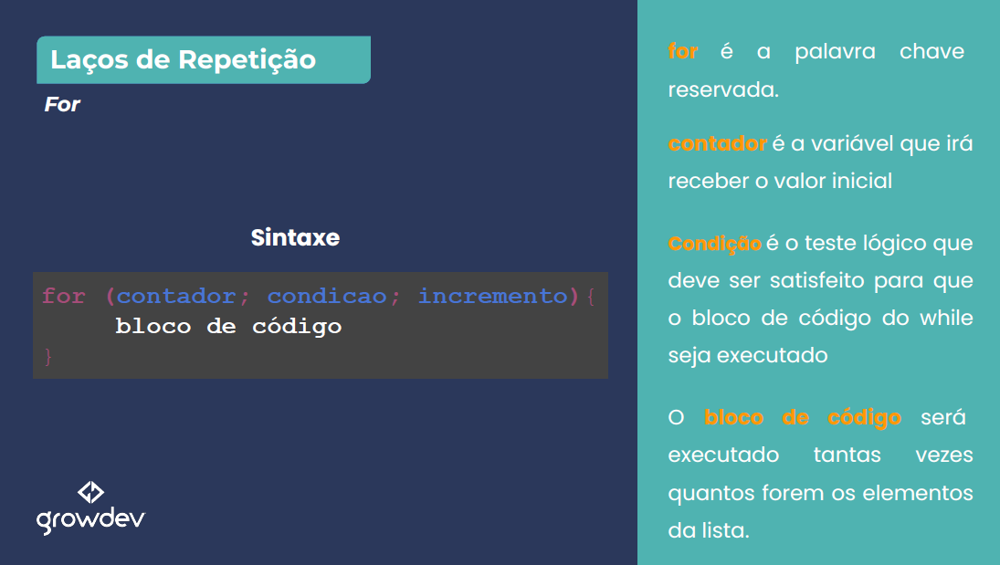 Laços de Repetição
For
Sintaxe
for (contador; condicao; incremento){
bloco de código
}
growdev
for é a palavra chave
reservada.
contador é a variável que irá
receber o valor inicial
Condição é o teste lógico que
deve ser satisfeito para que
o bloco de código do while
seja executado
O bloco de código será
executado tantas vezes
quantos forem os elementos
da lista.